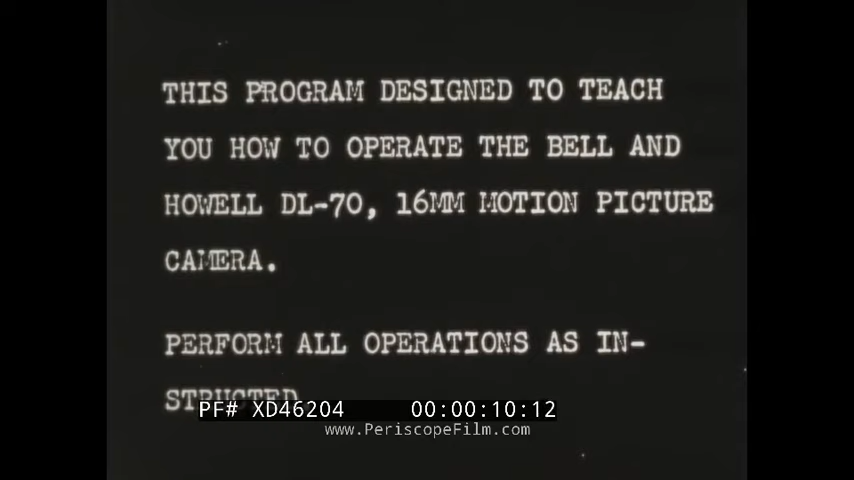 THIS PROGRAM DESIGNED TO TEACH
YOU HOW TO OPERATE THE BELL AND
HOWELL DL-70, 16MM MOTION PICTURE
CAMERA.
PERFORM ALL OPERATIONS AS IN-
STRUCTED
PF# XD46204 00:00:10:12
www.PeriscopeFilm.com